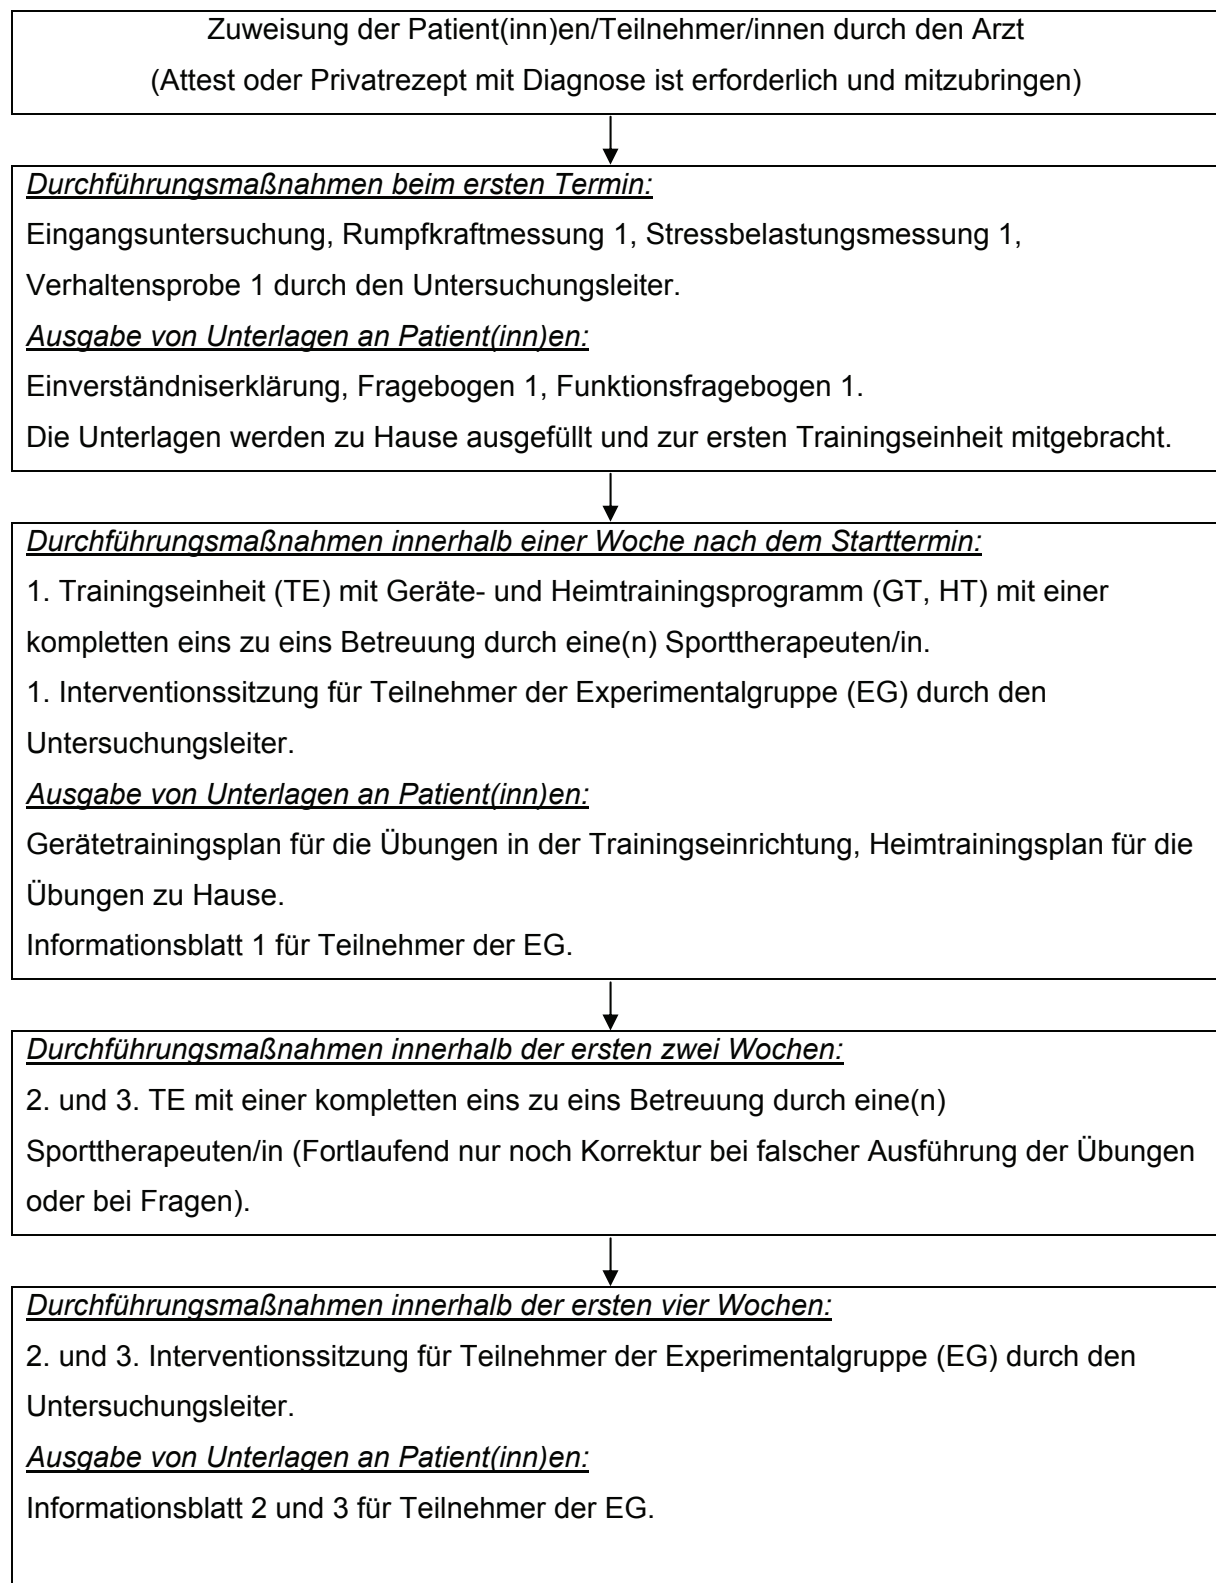 Zuweisung der Patient(inn)en/Teilnehmer/innen durch den Arzt
(Attest oder Privatrezept mit Diagnose ist erforderlich und mitzubringen)
Durchführungsmaßnahmen beim ersten Termin:
Eingangsuntersuchung, Rumpfkraftmessung 1, Stressbelastungsmessung 1,
Verhaltensprobe 1 durch den Untersuchungsleiter.
Ausgabe von Unterlagen an Patient(inn)en:
Einverständniserklärung, Fragebogen 1, Funktionsfragebogen 1.
Die Unterlagen werden zu Hause ausgefüllt und zur ersten Trainingseinheit mitgebracht.
Durchführungsmaßnahmen innerhalb einer Woche nach dem Starttermin:
1. Trainingseinheit (TE) mit Geräte- und Heimtrainingsprogramm (GT, HT) mit einer
kompletten eins zu eins Betreuung durch eine(n) Sporttherapeuten/in.
1. Interventionssitzung für Teilnehmer der Experimentalgruppe (EG) durch den
Untersuchungsleiter.
Ausgabe von Unterlagen an Patient(inn)en:
Gerätetrainingsplan für die Übungen in der Trainingseinrichtung, Heimtrainingsplan für die
Übungen zu Hause.
Informationsblatt 1 für Teilnehmer der EG.
Durchführungsmaßnahmen innerhalb der ersten zwei Wochen:
2. und 3. TE mit einer kompletten eins zu eins Betreuung durch eine(n)
Sporttherapeuten/in (Fortlaufend nur noch Korrektur bei falscher Ausführung der Übungen
oder bei Fragen).
Durchführungsmaßnahmen innerhalb der ersten vier Wochen:
2. und 3. Interventionssitzung für Teilnehmer der Experimentalgruppe (EG) durch den
Untersuchungsleiter.
Ausgabe von Unterlagen an Patient(inn)en:
Informationsblatt 2 und 3 für Teilnehmer der EG.